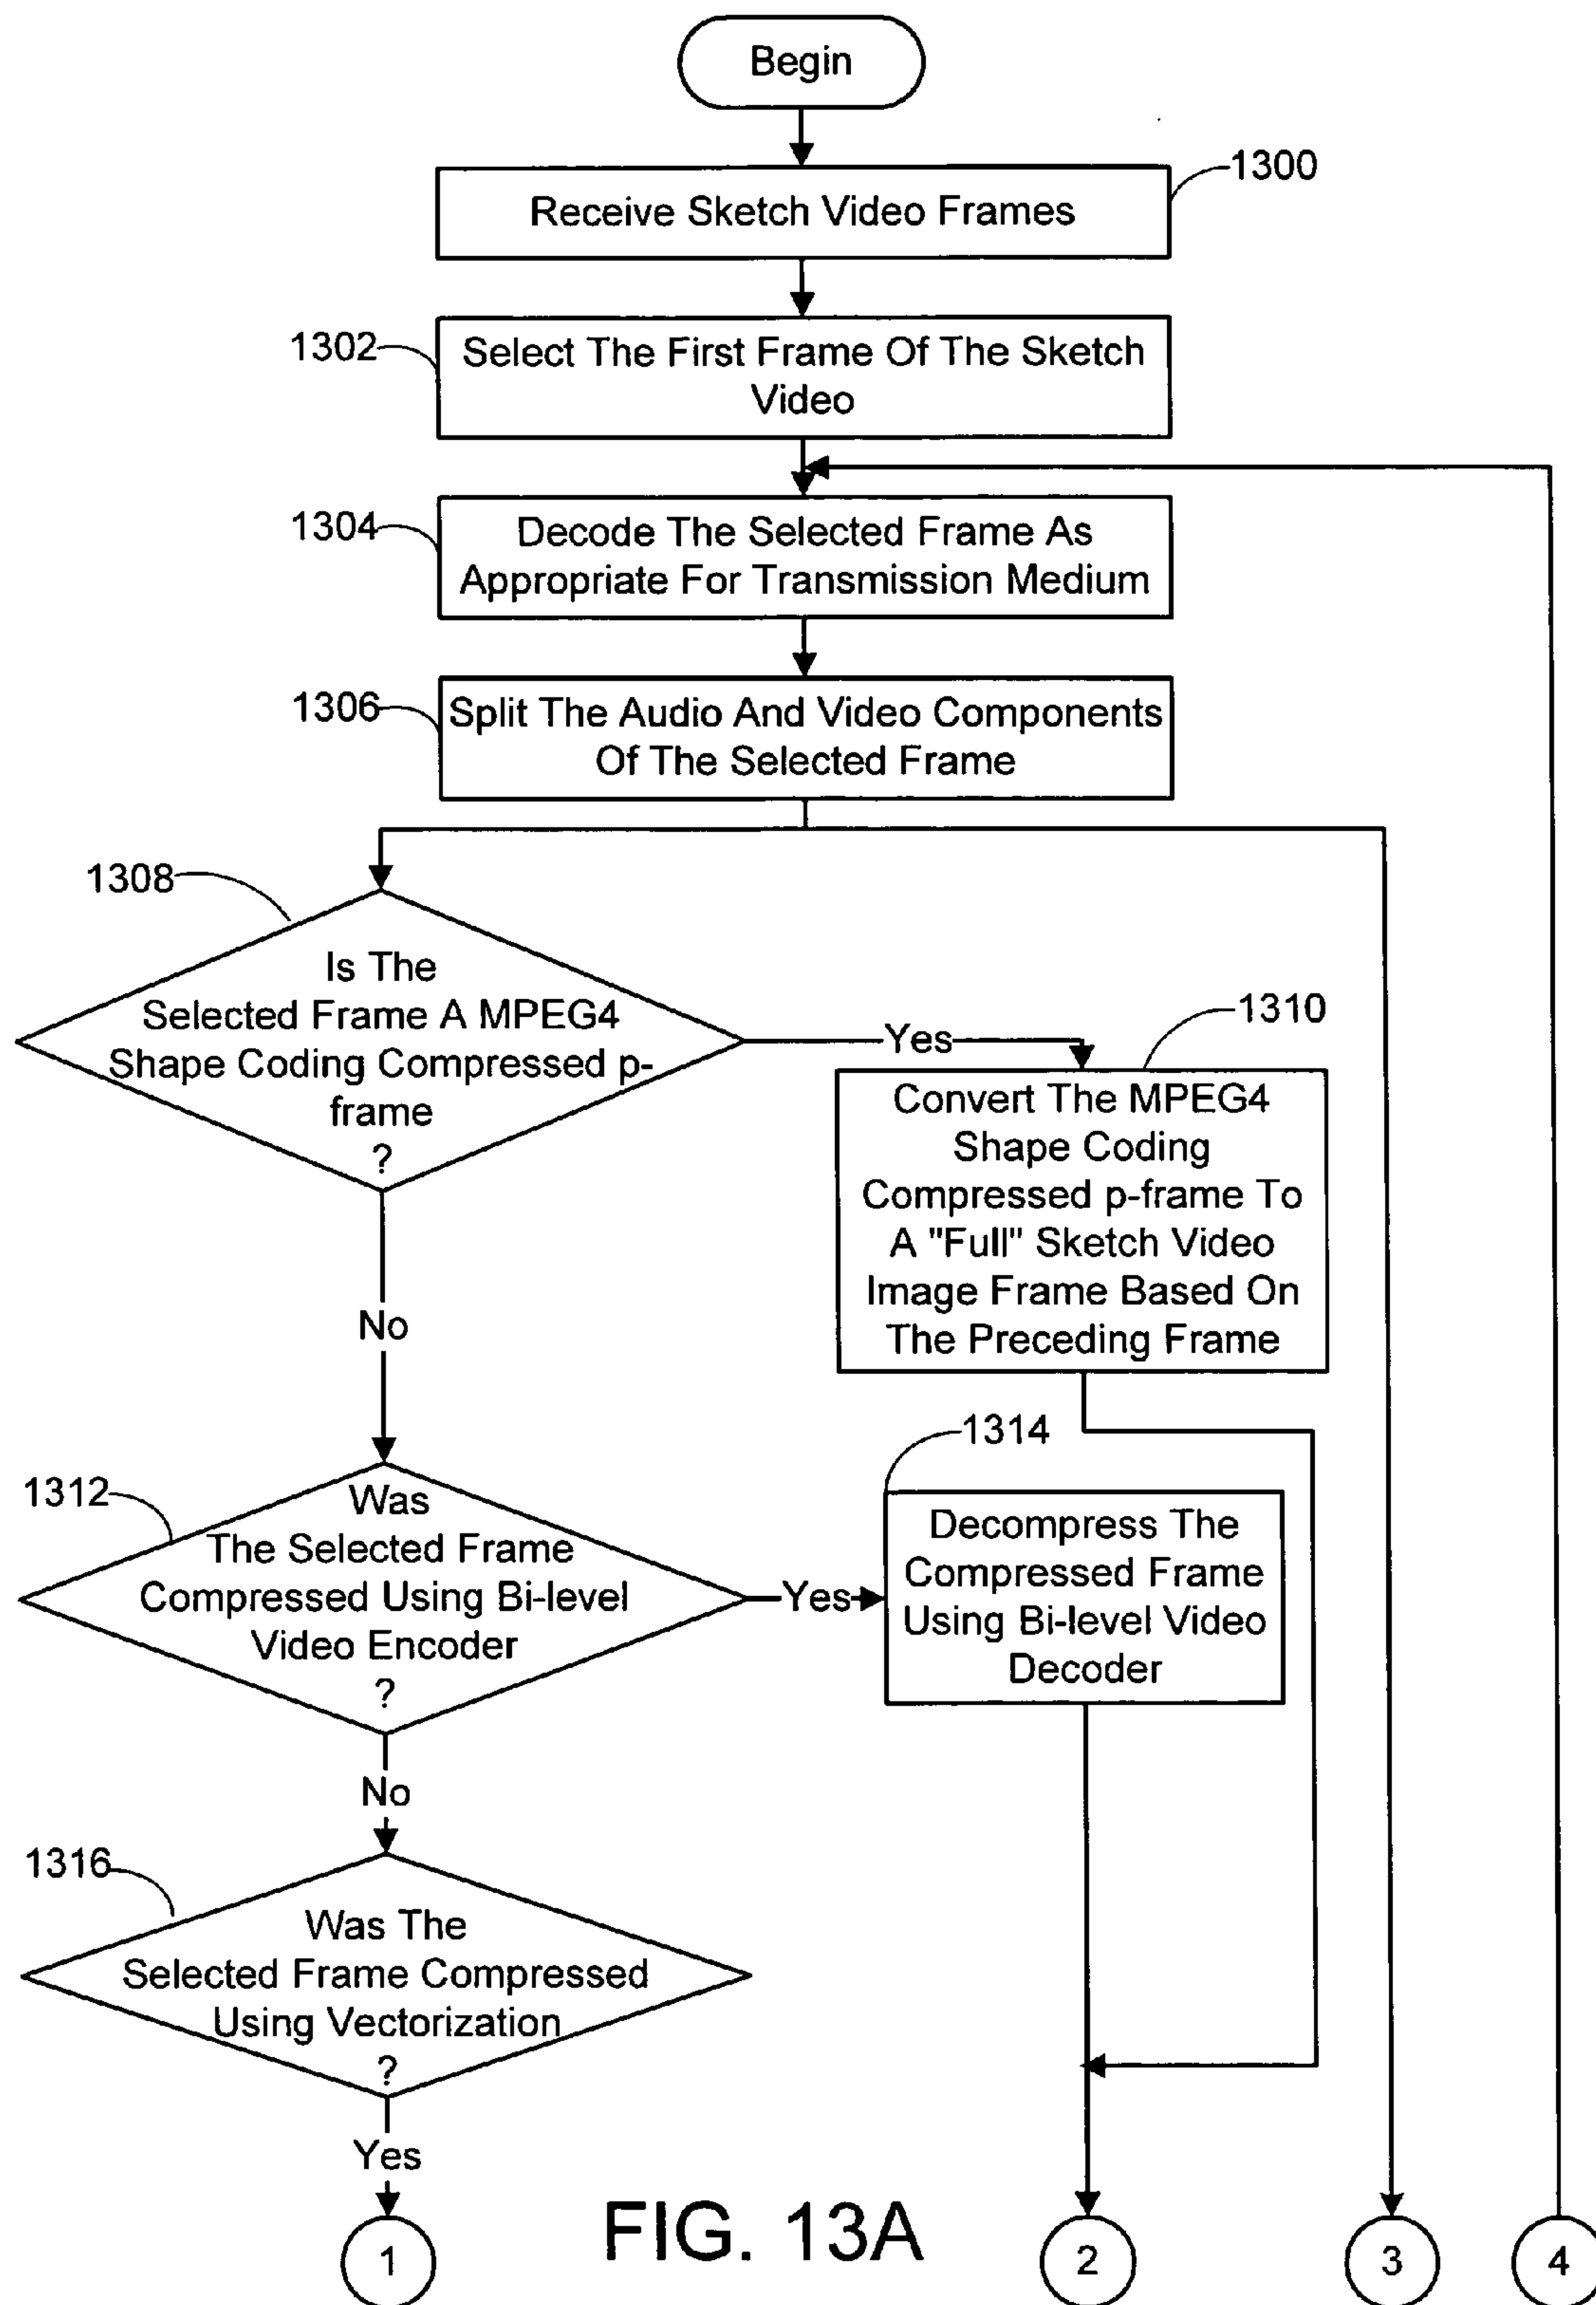 Begin
1300
Receive Sketch Video Frames
1302
Select The First Frame Of The Sketch
Video
1304
Decode The Selected Frame As
Appropriate For Transmission Medium
1306
Split The Audio And Video Components
Of The Selected Frame
1308
Is The
Selected Frame A MPEG4
Shape Coding Compressed p-
frame
?
Yes
1310
Convert The MPEG4
Shape Coding
Compressed p-frame To
A "Full" Sketch Video
Image Frame Based On
The Preceding Frame
No
1312
Was
The Selected Frame
Compressed Using Bi-level
Video Encoder
?
Yes
1314
Decompress The
Compressed Frame
Using Bi-level Video
Decoder
No
1316
Was The
Selected Frame Compressed
Using Vectorization
?
Yes
1
FIG. 13A
2
3
4